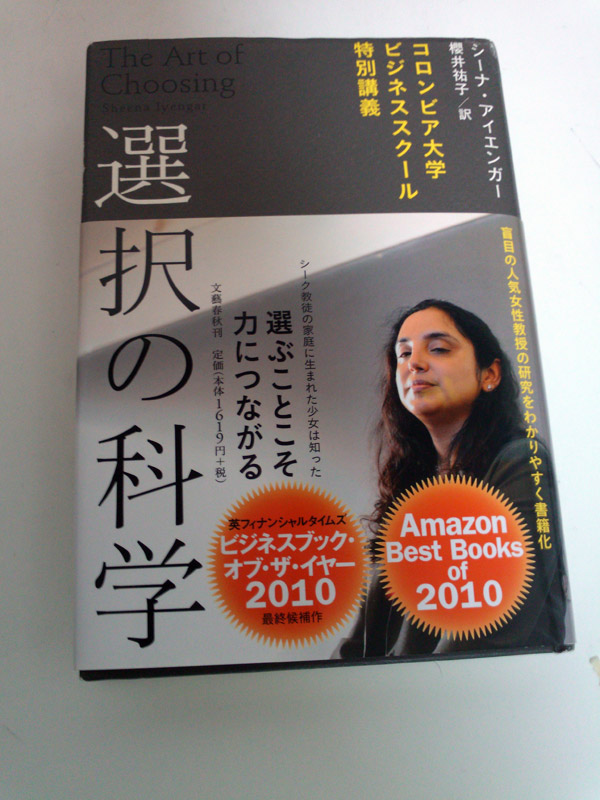 The Art of
Choosing
Sheena Iyengar
シーナ・アイエンガー
櫻井祐子/訳
コロンビア大学
ビジネススクール
特別講義
選択の科学
盲目の人気女性教授の研究をわかりやすく書籍化
シーク教徒の家庭に生まれた少女は知った
選ぶことこそ
力につながる
文藝春秋刊 定価(本体1619円+税)
英フィナンシャルタイムズ
ビジネスブック・
オブ・ザ・イヤー
2010
最終候補作
Amazon
Best Books
of
2010